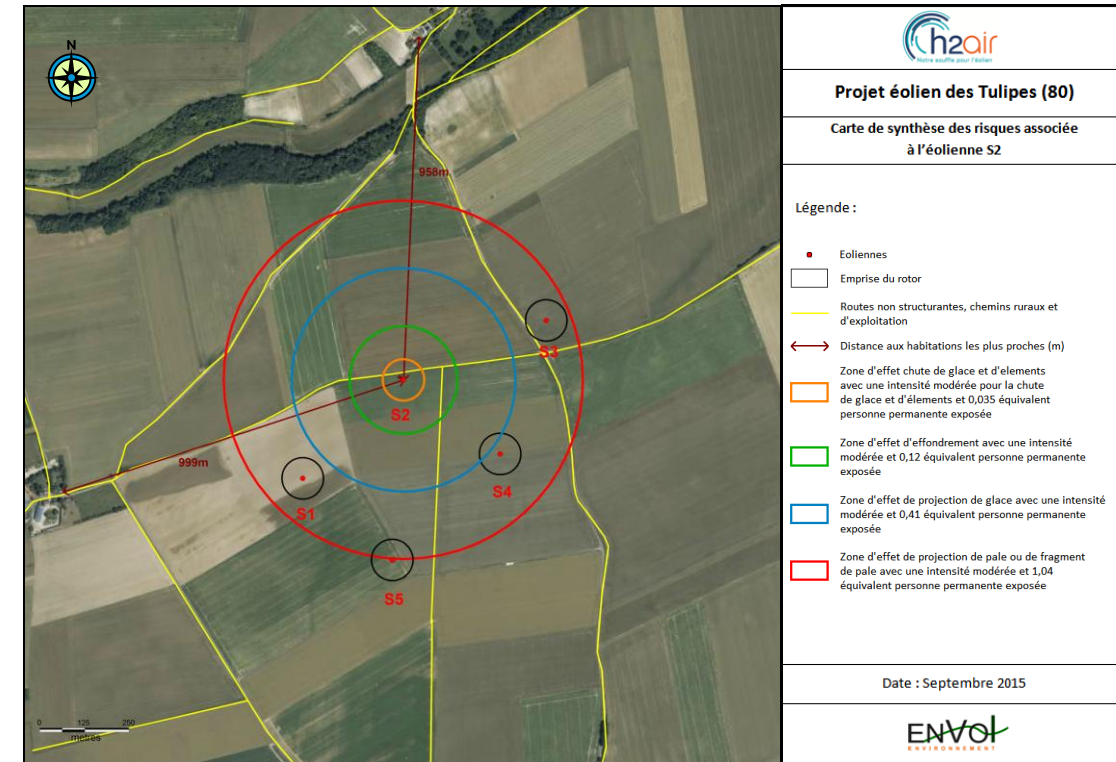 N
958m
S3
S2
999m
S4
S1
S5
0 125 250
metres
h2air
Notre souffle pour l'éolien
Projet éolien des Tulipes (80)
Carte de synthèse des risques associée
à l'éolienne S2
Légende :
Eoliennes
Emprise du rotor
Routes non structurantes, chemins ruraux et
d'exploitation
Distance aux habitations les plus proches (m)
Zone d'effet chute de glace et d'elements
avec une intensité modérée pour la chute
de glace et d'élements et 0,035 équivalent
personne permanente exposée
Zone d'effet d'effondrement avec une intensité
modérée et 0,12 équivalent personne permanente
exposée
Zone d'effet de projection de glace avec une intensité
modérée et 0,41 équivalent personne permanente
exposée
Zone d'effet de projection de pale ou de fragment
de pale avec une intensité modérée et 1,04
équivalent personne permanente exposée
Date : Septembre 2015
ENVOL
ENVIRONNEMENT